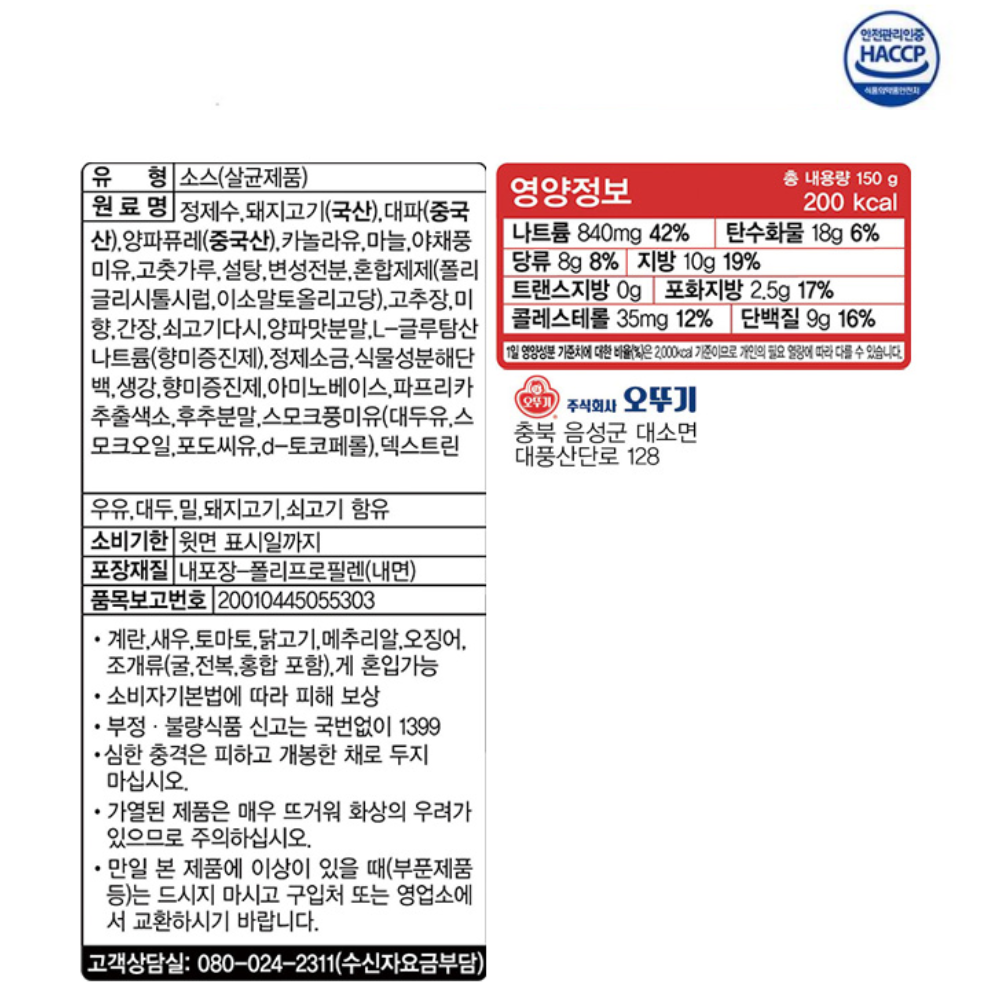 안전관리인증
HACCP
식품의약품안전처
유 형 소스(살균제품)
원료명 정제수,돼지고기(국산),대파(중국
산),양파퓨레(중국산),카놀라유,마늘,야채풍
미유,고춧가루,설탕,변성전분,혼합제제(폴리
글리시톨시럽,이소말토올리고당),고추장,미
향,간장,쇠고기다시,양파맛분말,L-글루탐산
나트륨(향미증진제),정제소금,식물성분해단
백,생강,향미증진제,아미노베이스,파프리카
추출색소,후추분말,스모크풍미유(대두유,스
모크오일,포도씨유,d-토코페롤),덱스트린
우유,대두,밀,돼지고기,쇠고기 함유
소비기한 윗면 표시일까지
포장재질 내포장-폴리프로필렌(내면)
품목보고번호 20010445055303
• 계란,새우,토마토,닭고기,메추리알,오징어,
조개류(굴,전복,홍합 포함),게 혼입가능
• 소비자기본법에 따라 피해 보상
• 부정 · 불량식품 신고는 국번없이 1399
• 심한 충격은 피하고 개봉한 채로 두지
마십시오.
• 가열된 제품은 매우 뜨거워 화상의 우려가
있으므로 주의하십시오.
• 만일 본 제품에 이상이 있을 때(부푼제품
등)는 드시지 마시고 구입처 또는 영업소에
서 교환하시기 바랍니다.
고객상담실: 080-024-2311(수신자요금부담)
영양정보
총 내용량 150 g
200 kcal
나트륨 840mg 42% 탄수화물 18g 6%
당류 8g 8% 지방 10g 19%
트랜스지방 0g 포화지방 2.5g 17%
콜레스테롤 35mg 12% 단백질 9g 16%
1일 영양성분 기준치에 대한 비율(%)은 2,000kcal 기준이므로 개인의 필요 열량에 따라 다를 수 있습니다.
오뚜기 주식회사 오뚜기
충북 음성군 대소면
대풍산단로 128